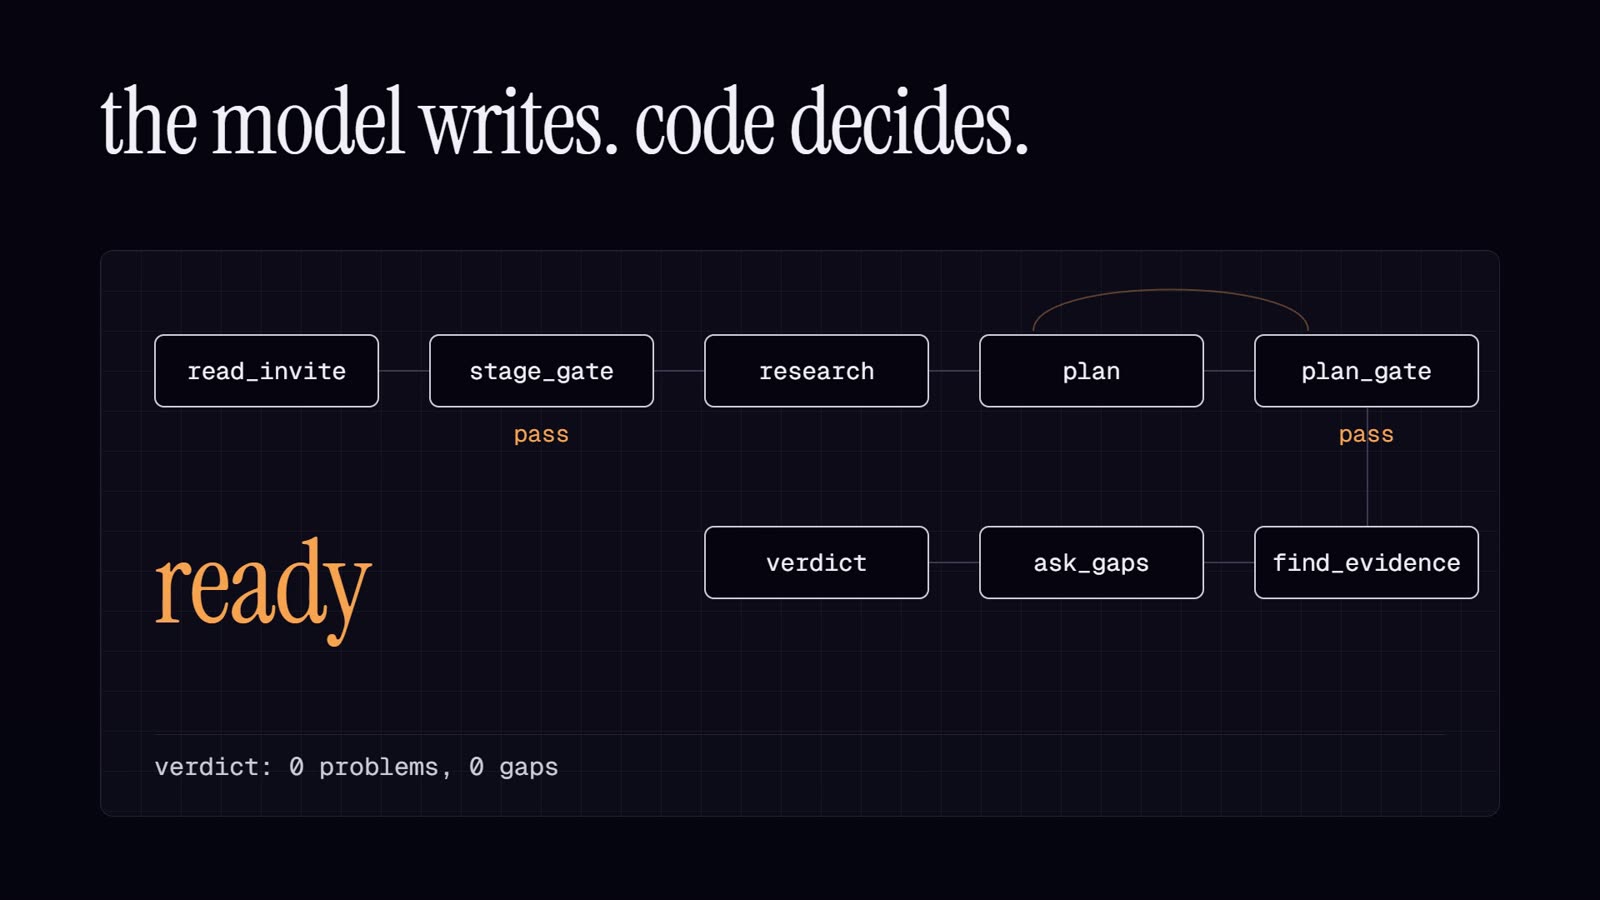 the model writes. code decides.
read_invite
stage_gate
research
plan
plan_gate
pass
pass
ready
verdict
ask_gaps
find_evidence
verdict: 0 problems, 0 gaps